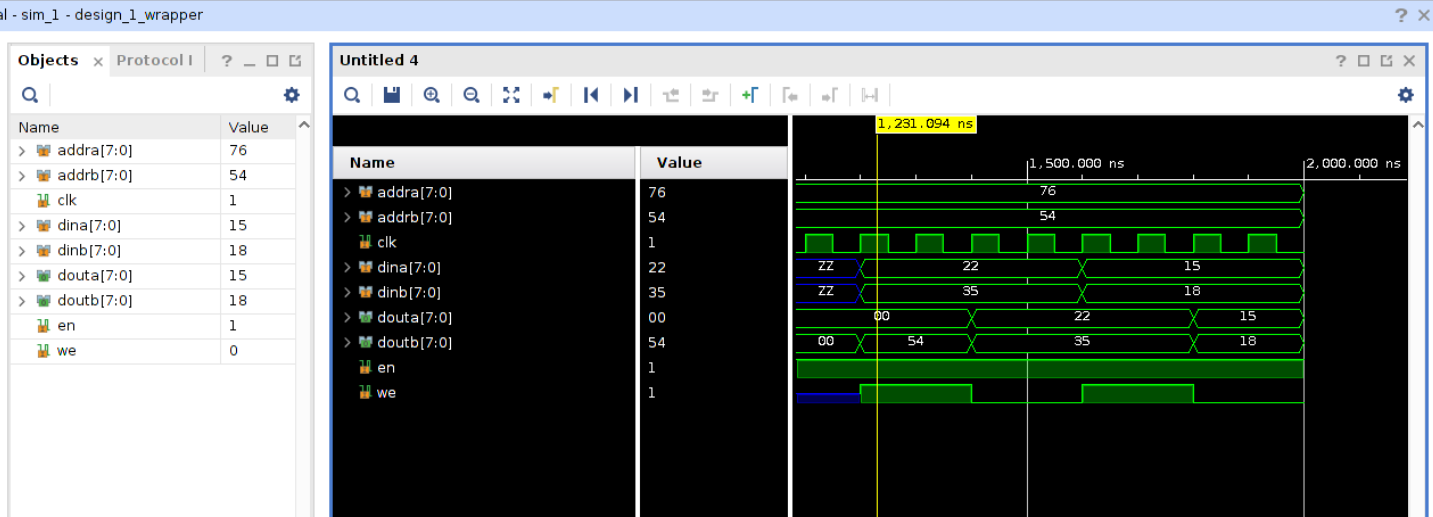 al - sim_1 - design_1_wrapper ? ×
Objects × Protocol I ? _
Name Value
addra[7:0] 76
addrb[7:0] 54
clk 1
dina[7:0] 15
dinb[7:0] 18
douta[7:0] 15
doutb[7:0] 18
en 1
we 0
Untitled 4 ? ×
1,231.094 ns
Name Value 1,500.000 ns 2,000.000 ns
addra[7:0] 76 76
addrb[7:0] 54 54
clk 1
dina[7:0] 22 ZZ 22 15
dinb[7:0] 35 ZZ 35 18
douta[7:0] 00 00 22 15
doutb[7:0] 54 00 54 35 18
en 1
we 1